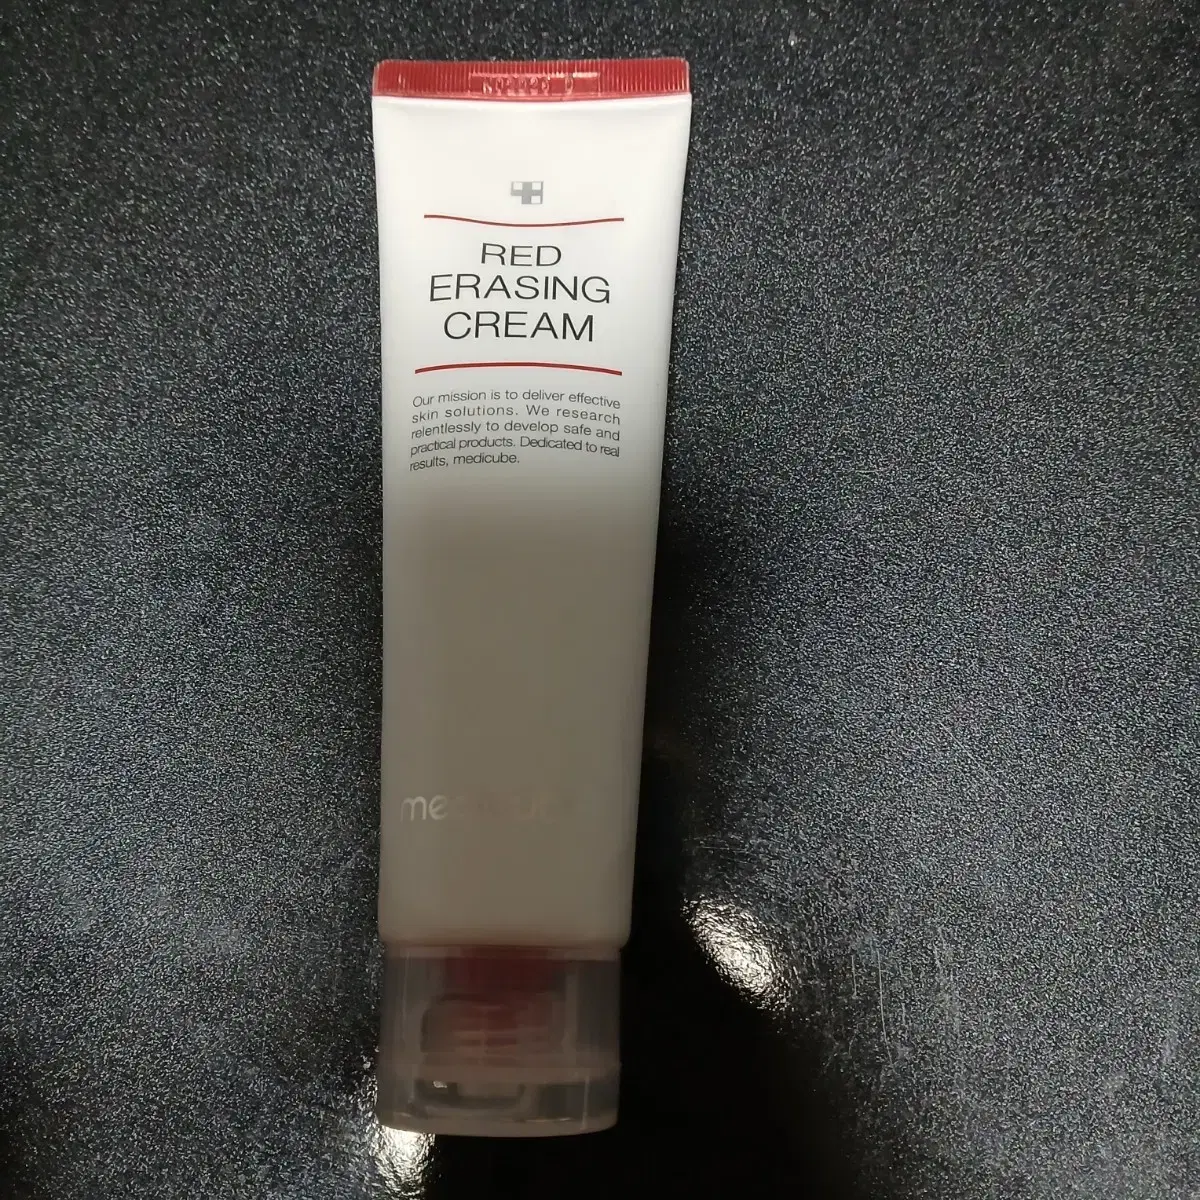 RED
ERASING
CREAM
Our mission is to deliver effective
skin solutions. We research
relentlessly to develop safe and
practical products. Dedicated to real
results, medicube.
medicube